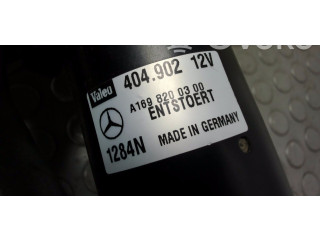 Valeo
404.902 12V
A169 820 03 00
ENTSTOERT
1284N
MADE IN GERMANY